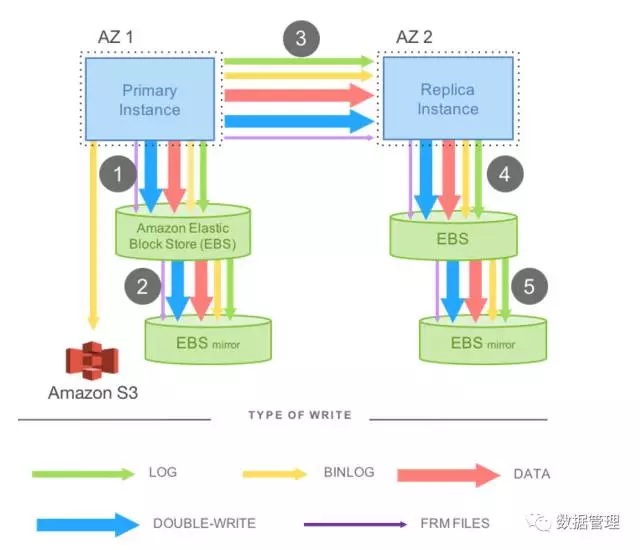 AZ 1
3
AZ 2
Primary
Instance
Replica
Instance
1
4
Amazon Elastic
Block Store (EBS)
EBS
2
5
EBS mirror
EBS mirror
Amazon S3
TYPE OF WRITE
LOG
BINLOG
DATA
DOUBLE-WRITE
FRM FILES
数据管理